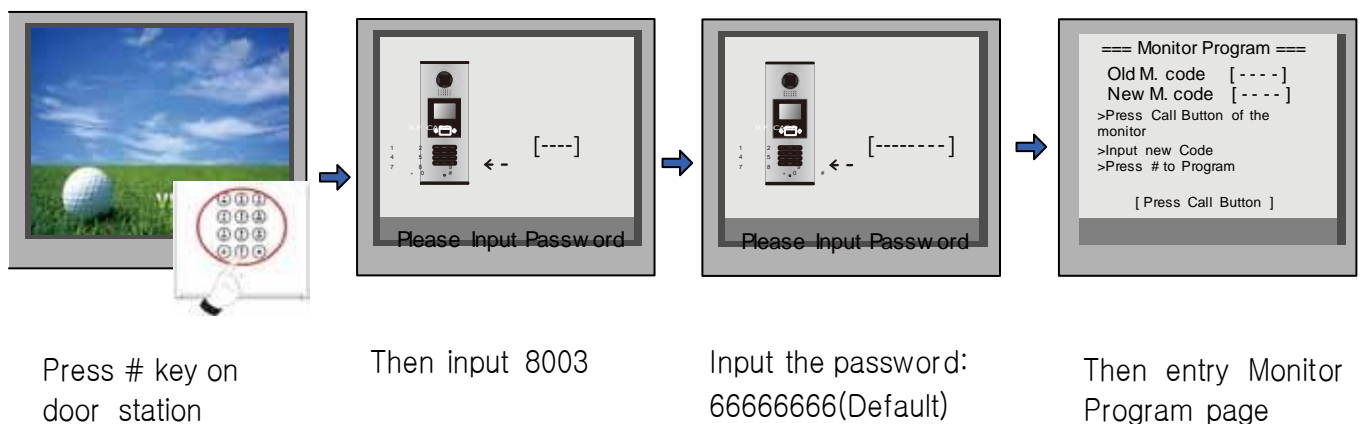 [----]
Please Input Password
[--------]
Please Input Password
=== Monitor Program ===
Old M. code [----]
New M. code [----]
>Press Call Button of the
monitor
>Input new Code
>Press # to Program
[ Press Call Button ]
Press # key on
door station
Then input 8003
Input the password:
66666666(Default)
Then entry Monitor
Program page